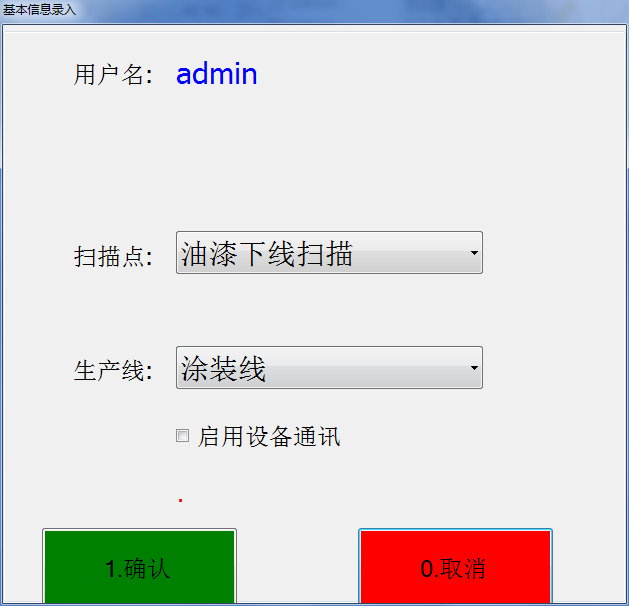 基本信息录入
用户名: admin
扫描点: 油漆下线扫描
生产线: 涂装线
启用设备通讯
.
1.确认 0.取消